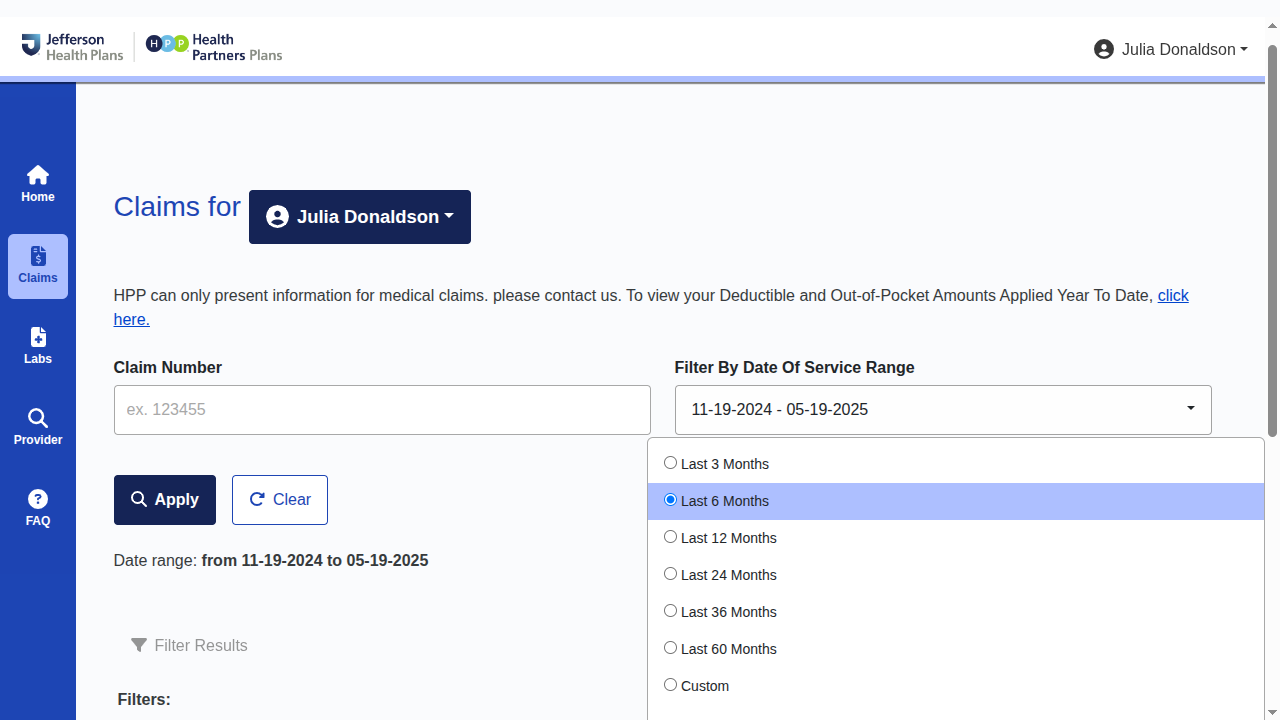 Jefferson
Health Plans
HPP
Health
Partners Plans
Julia Donaldson
Home
Claims
Labs
Provider
FAQ
Claims for
Julia Donaldson
HPP can only present information for medical claims. please contact us. To view your Deductible and Out-of-Pocket Amounts Applied Year To Date, click
here.
Claim Number
ex. 123455
Filter By Date Of Service Range
11-19-2024 - 05-19-2025
Last 3 Months
Last 6 Months
Last 12 Months
Last 24 Months
Last 36 Months
Last 60 Months
Custom
Apply
Clear
Date range: from 11-19-2024 to 05-19-2025
Filter Results
Filters: